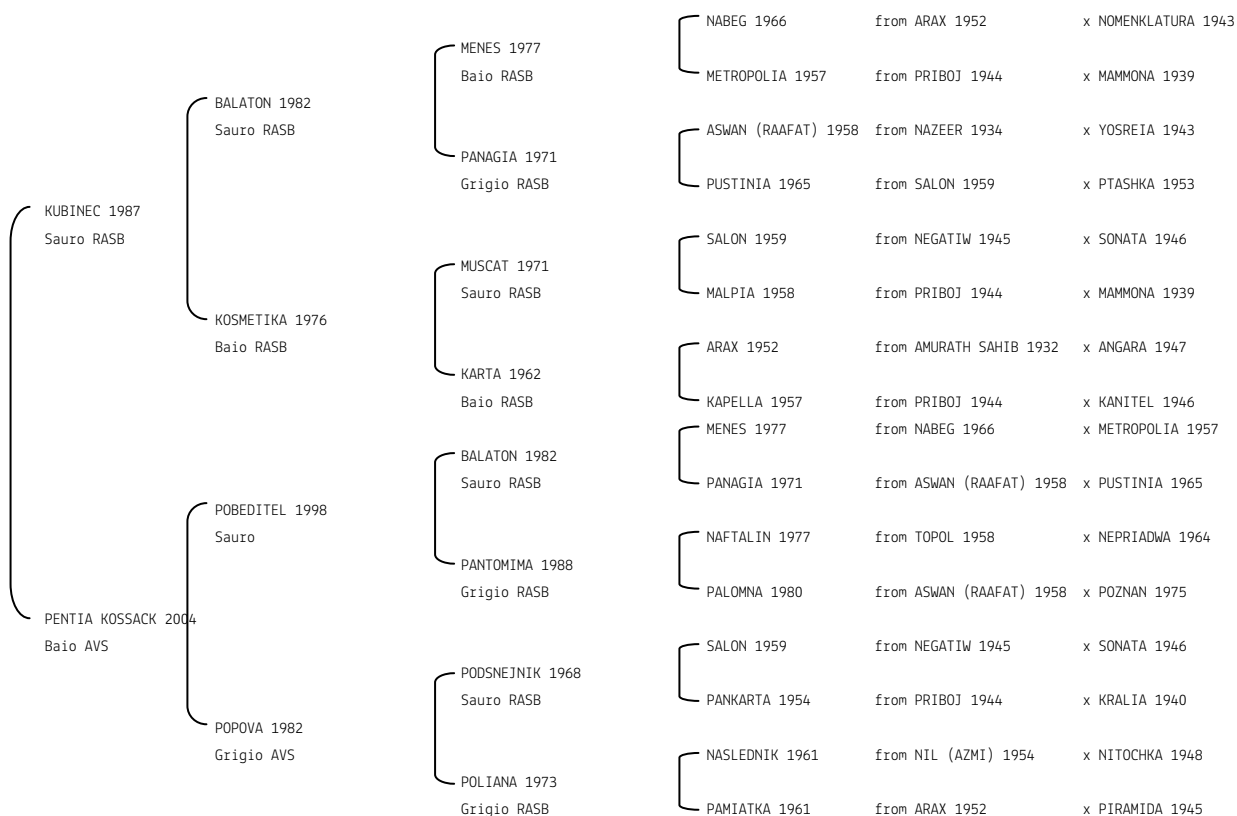 NABEG 1966 from ARAX 1952 x NOMENKLATURA 1943
MENES 1977
Baio RASB
METROPOLIA 1957 from PRIBOJ 1944 x MAMMONA 1939
BALATON 1982
Sauro RASB
ASWAN (RAAFAT) 1958 from NAZEER 1934 x YOSREIA 1943
PANAGIA 1971
Grigio RASB
PUSTINIA 1965 from SALON 1959 x PTASHKA 1953
KUBINEC 1987
Sauro RASB
SALON 1959 from NEGATIW 1945 x SONATA 1946
MUSCAT 1971
Sauro RASB
MALPIA 1958 from PRIBOJ 1944 x MAMMONA 1939
KOSMETIKA 1976
Baio RASB
ARAX 1952 from AMURATH SAHIB 1932 x ANGARA 1947
KARTA 1962
Baio RASB
KAPELLA 1957 from PRIBOJ 1944 x KANITEL 1946
MENES 1977 from NABEG 1966 x METROPOLIA 1957
BALATON 1982
Sauro RASB
PANAGIA 1971 from ASWAN (RAAFAT) 1958 x PUSTINIA 1965
POBEDITEL 1998
Sauro
NAFTALIN 1977 from TOPOL 1958 x NEPRIADWA 1964
PANTOMIMA 1988
Grigio RASB
PALOMNA 1980 from ASWAN (RAAFAT) 1958 x POZNAN 1975
PENTIA KOSSACK 2004
Baio AVS
SALON 1959 from NEGATIW 1945 x SONATA 1946
PODSNEJNIK 1968
Sauro RASB
PANKARTA 1954 from PRIBOJ 1944 x KRALIA 1940
POPOVA 1982
Grigio AVS
NASLEDNIK 1961 from NIL (AZMI) 1954 x NITOCHKA 1948
POLIANA 1973
Grigio RASB
PAMIATKA 1961 from ARAX 1952 x PIRAMIDA 1945